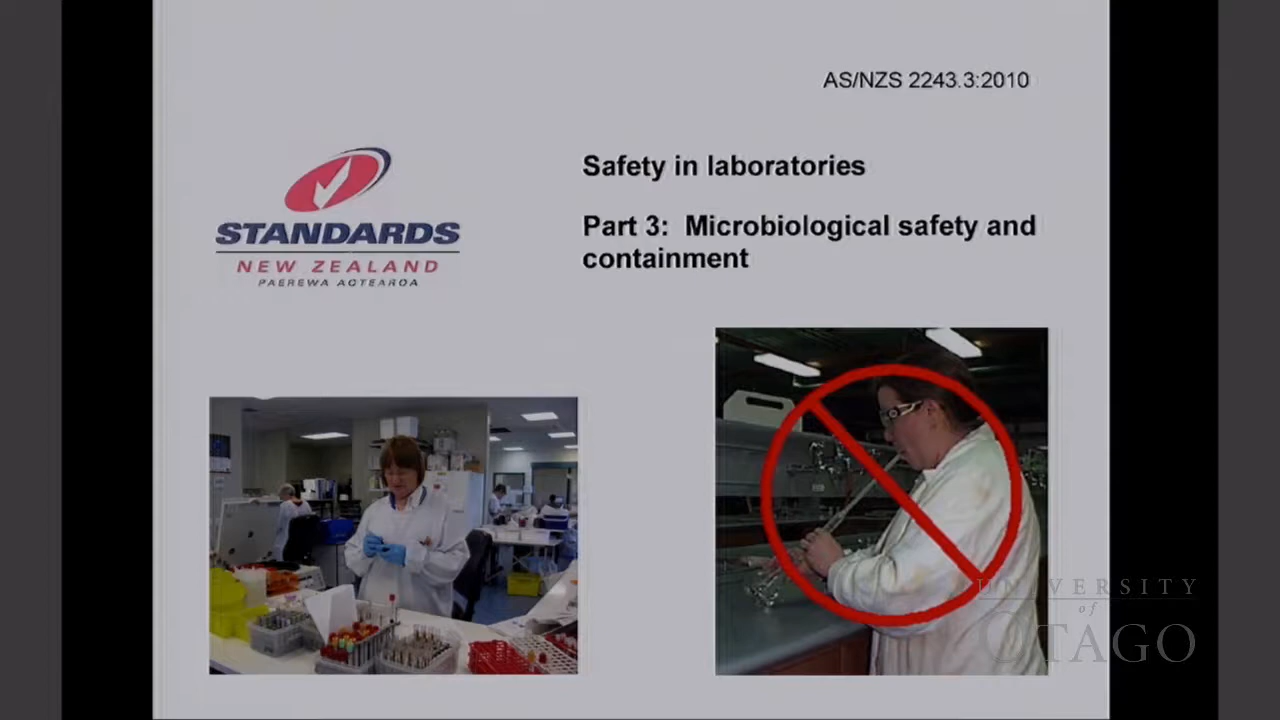 AS/NZS 2243.3:2010
Safety in laboratories
Part 3: Microbiological safety and
containment
STANDARDS
NEW ZEALAND
PAEREWA AOTEAROA
UNIVERSITY
of
OTAGO